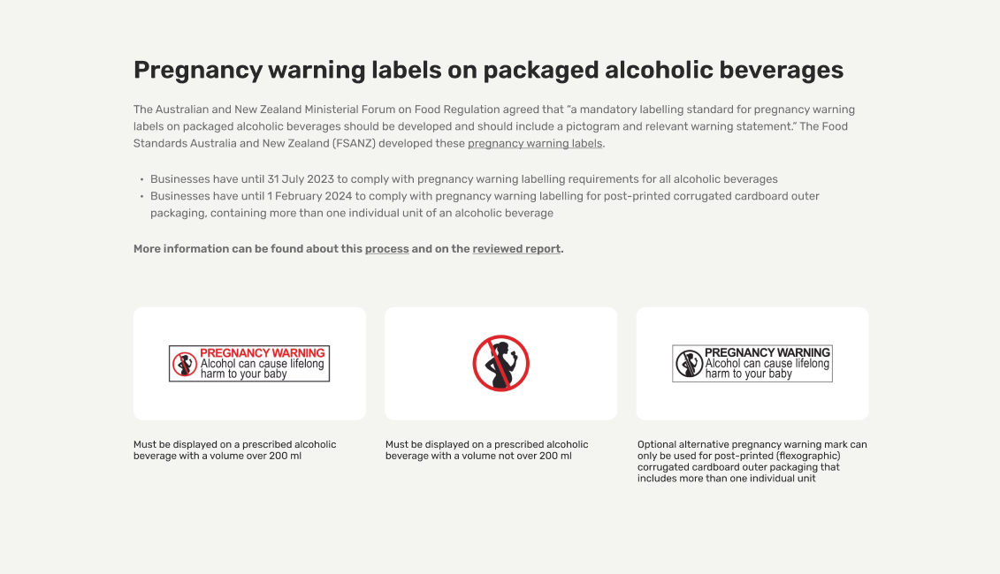 Pregnancy warning labels on packaged alcoholic beverages
The Australian and New Zealand Ministerial Forum on Food Regulation agreed that “a mandatory labelling standard for pregnancy warning
labels on packaged alcoholic beverages should be developed and should include a pictogram and relevant warning statement.” The Food
Standards Australia and New Zealand (FSANZ) developed these pregnancy warning labels.
• Businesses have until 31 July 2023 to comply with pregnancy warning labelling requirements for all alcoholic beverages
• Businesses have until 1 February 2024 to comply with pregnancy warning labelling for post-printed corrugated cardboard outer
packaging, containing more than one individual unit of an alcoholic beverage
More information can be found about this process and on the reviewed report.
PREGNANCY WARNING
Alcohol can cause lifelong
harm to your baby
Must be displayed on a prescribed alcoholic
beverage with a volume over 200 ml
Must be displayed on a prescribed alcoholic
beverage with a volume not over 200 ml
PREGNANCY WARNING
Alcohol can cause lifelong
harm to your baby
Optional alternative pregnancy warning mark can
only be used for post-printed (flexographic)
corrugated cardboard outer packaging that
includes more than one individual unit